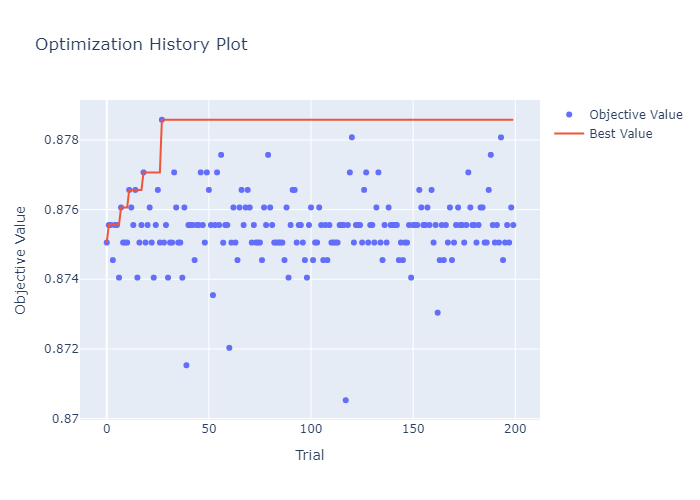 Optimization History Plot
Objective Value
Best Value
0.878
0.876
0.874
0.872
0.87
Objective Value
0
50
100
150
200
Trial